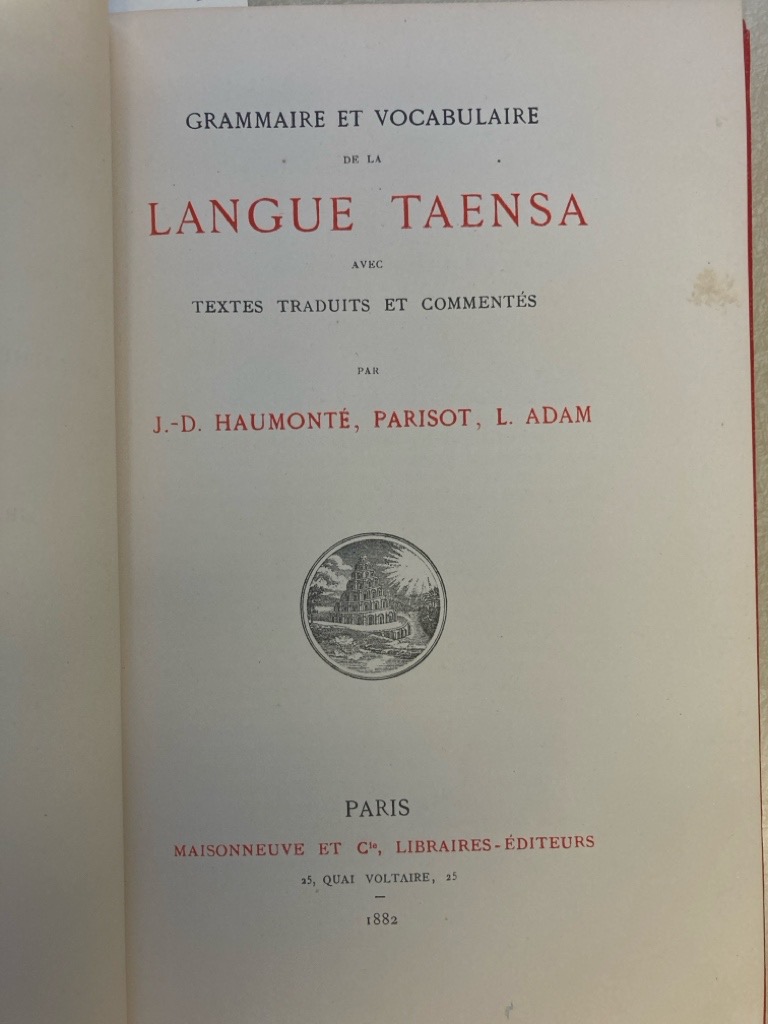 GRAMMAIRE ET VOCABULAIRE
DE LA
LANGUE TAENSA
AVEC
TEXTES TRADUITS ET COMMENTÉS
PAR
J.-D. HAUMONTÉ, PARISOT, L. ADAM
PARIS
MAISONNEUVE ET Cie, LIBRAIRES-ÉDITEURS
25, QUAI VOLTAIRE, 25
1882